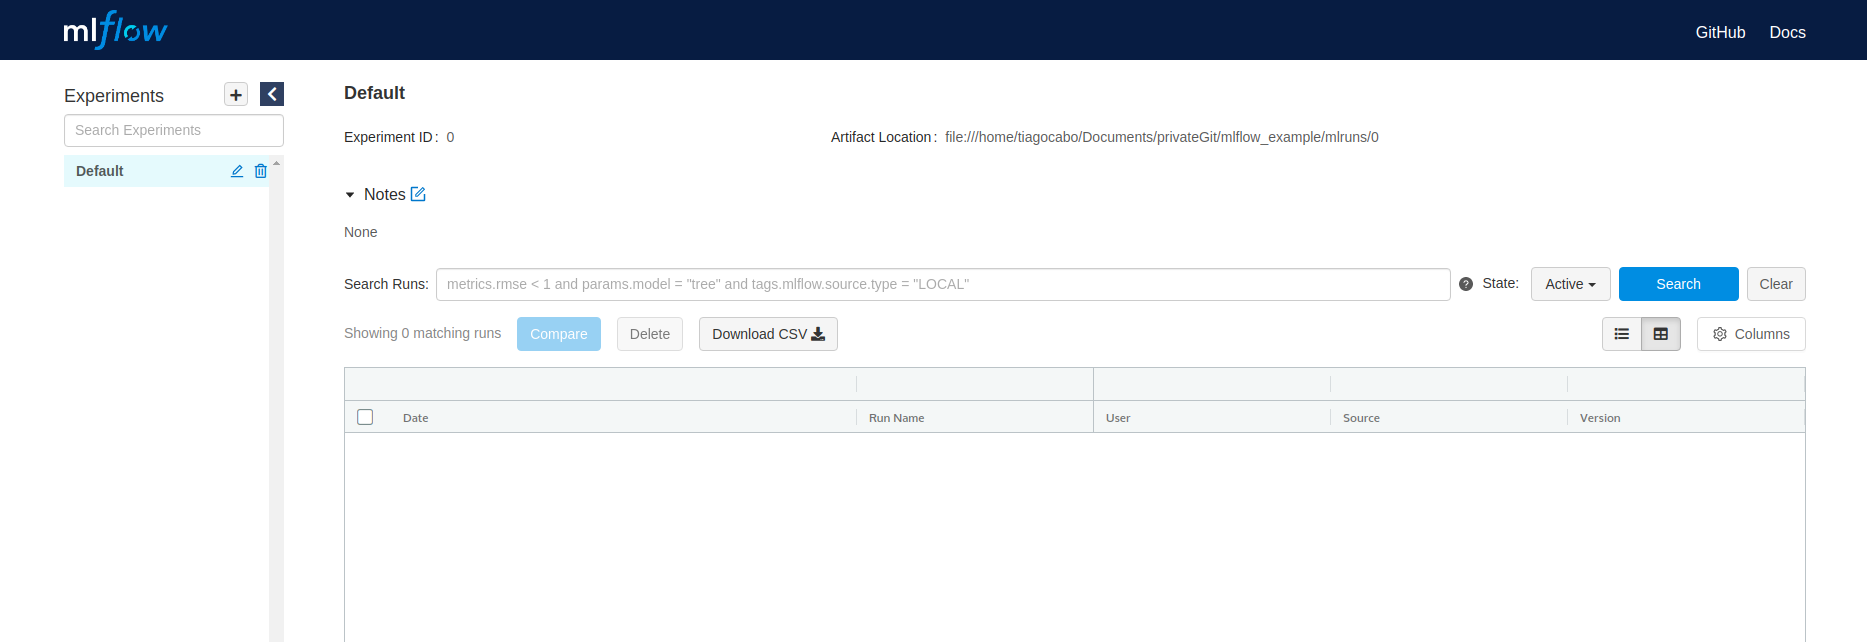 mlflow
GitHub Docs
Experiments
Search Experiments
Default
Default
Experiment ID: 0
Artifact Location: file:///home/tiagocabo/Documents/privateGit/mlflow_example/mlruns/0
Notes
None
Search Runs: metrics.rmse < 1 and params.model = "tree" and tags.mlflow.source.type = "LOCAL" ? State: Active Search Clear
Showing 0 matching runs Compare Delete Download CSV Columns
Date Run Name User Source Version